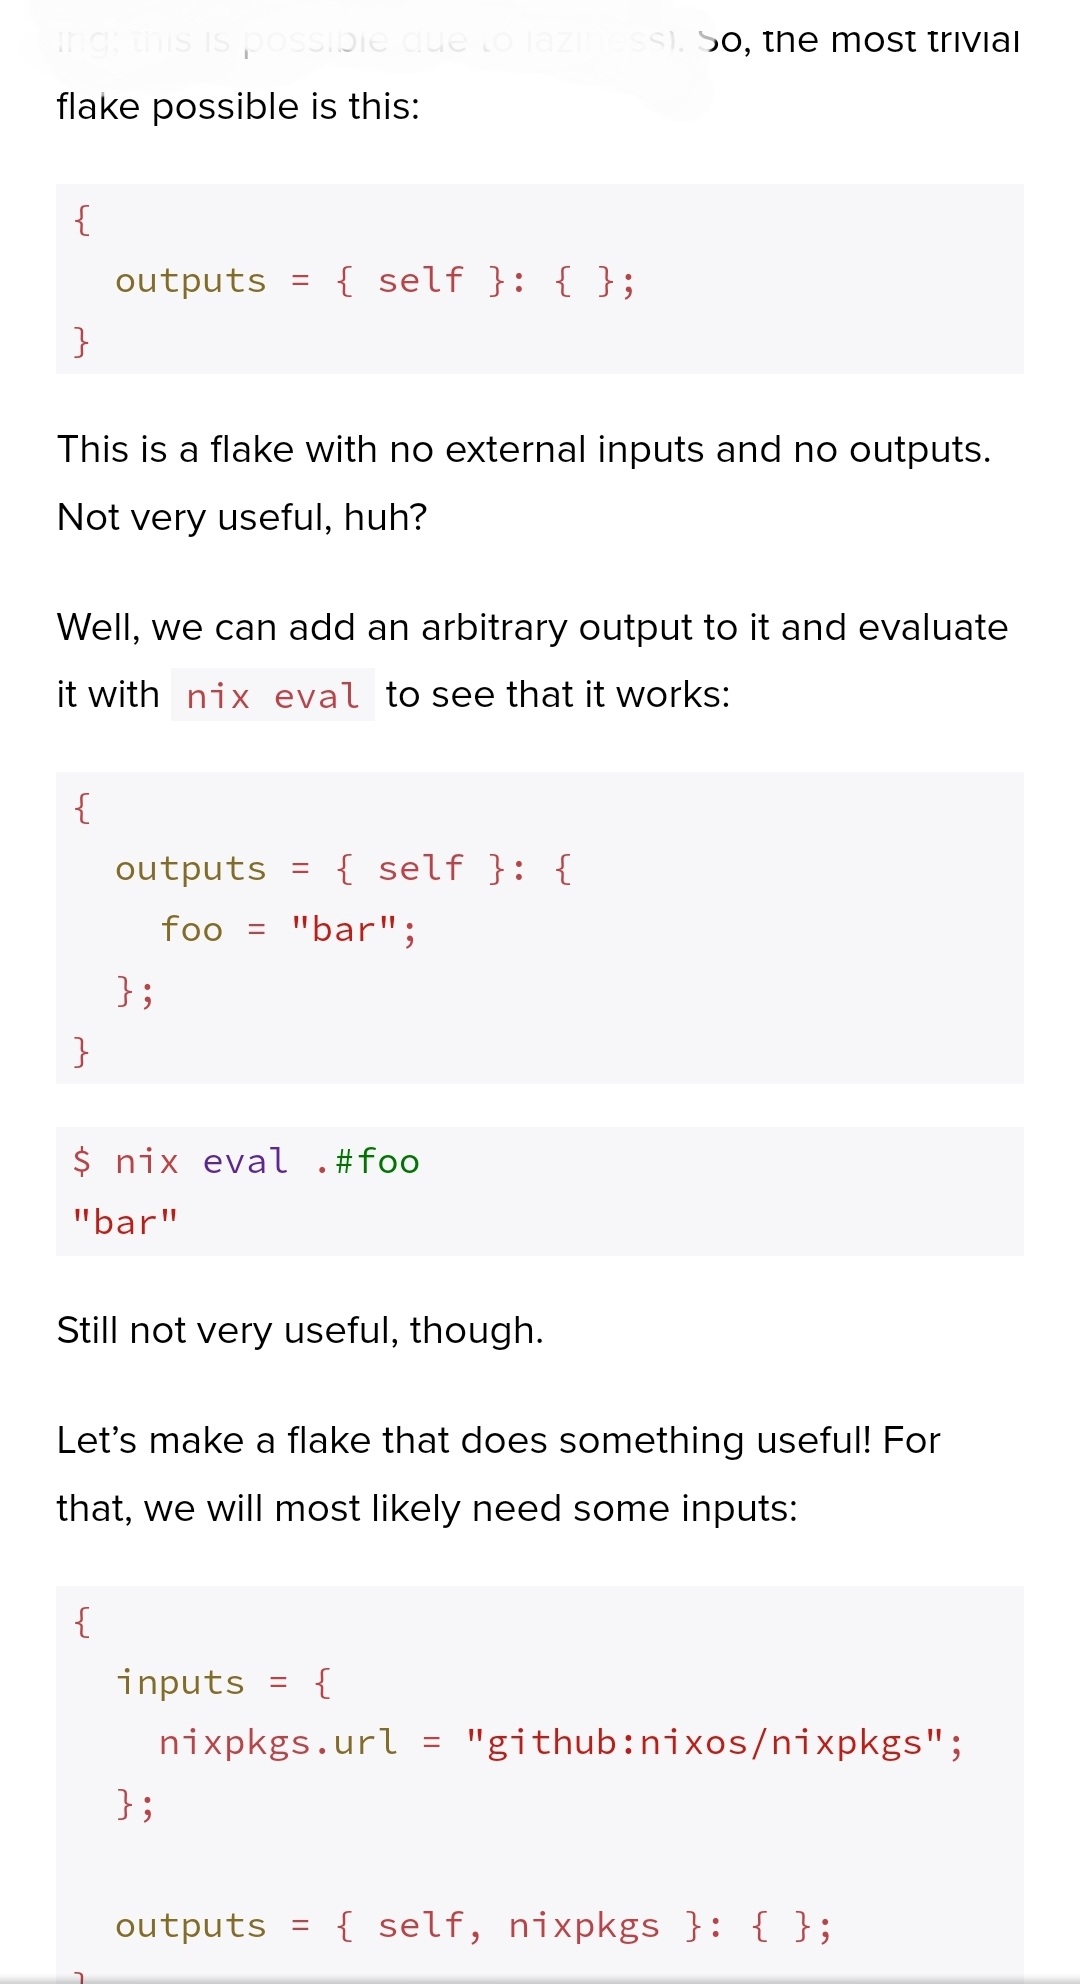 ing: this is possible due to laziness). So, the most trivial
flake possible is this:
{
  outputs = { self }: { };
}
This is a flake with no external inputs and no outputs.
Not very useful, huh?
Well, we can add an arbitrary output to it and evaluate
it with nix eval to see that it works:
{
  outputs = { self }: {
    foo = "bar";
  };
}
$ nix eval .#foo
"bar"
Still not very useful, though.
Let’s make a flake that does something useful! For
that, we will most likely need some inputs:
{
  inputs = {
    nixpkgs.url = "github:nixos/nixpkgs";
  };
  outputs = { self, nixpkgs }: { };
}